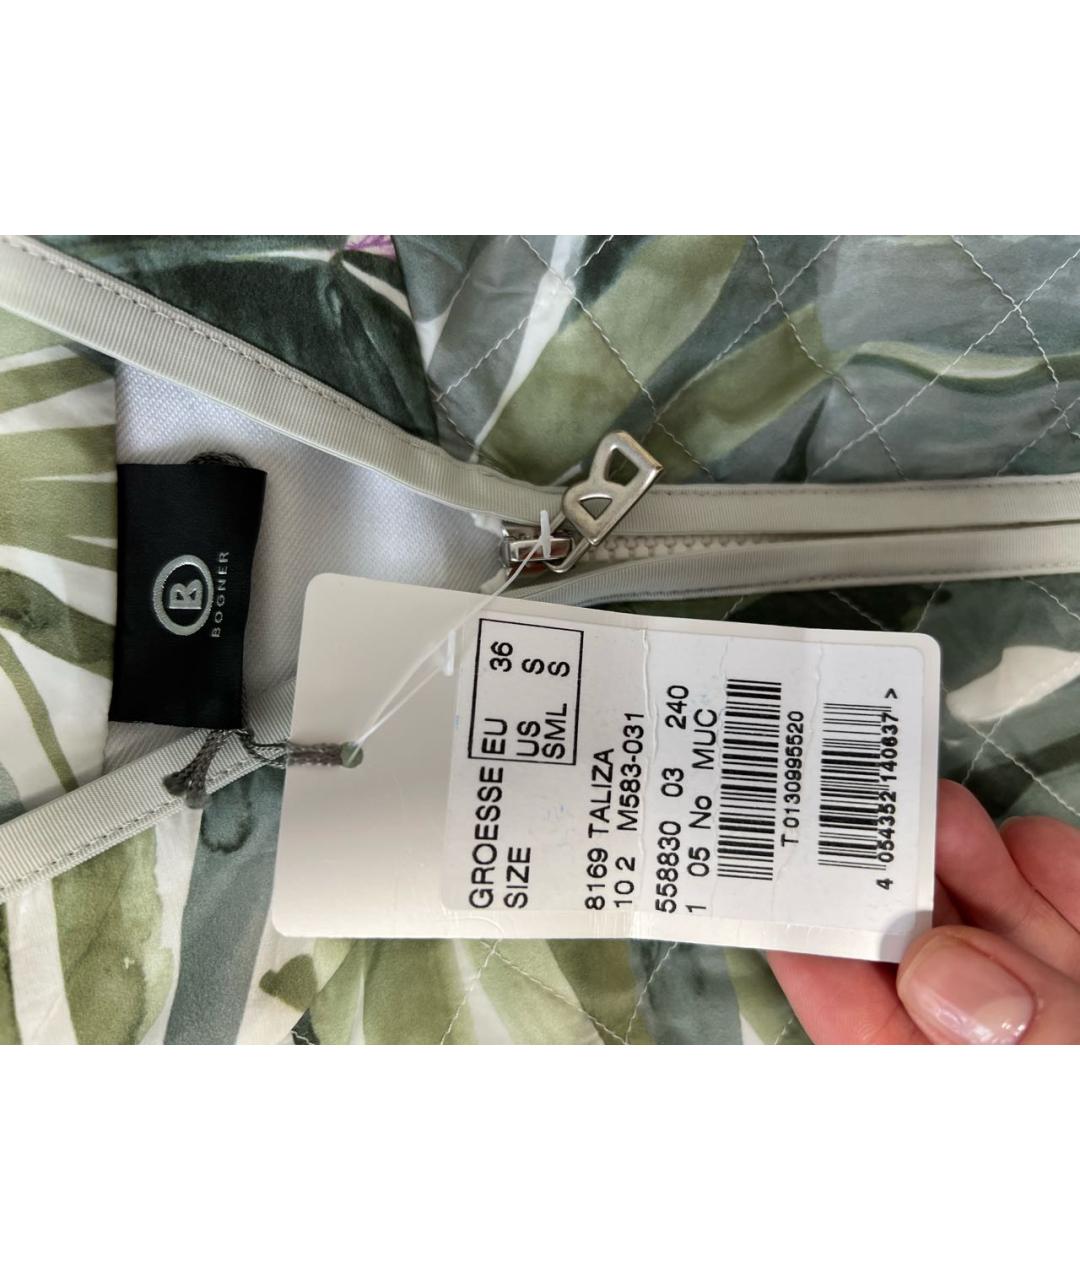 B
BOGNER
GROESSE EU 36
SIZE US S
SML S
8169 TALIZA
10 2 M583-031
558830 03 240
1 05 No MUC
T 0130995520
4 054352 140637 >